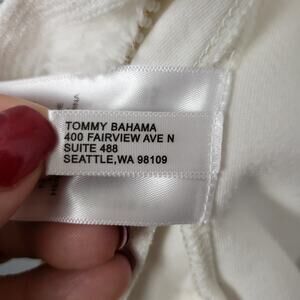 TOMMY BAHAMA
400 FAIRVIEW AVE N
SUITE 488
SEATTLE,WA 98109